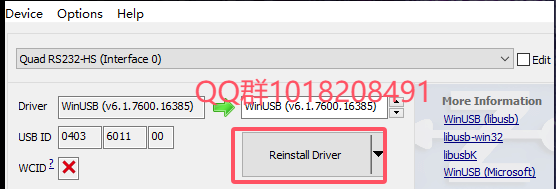 Device Options Help
Quad RS232-HS (Interface 0) Edit
QQ群1018208491
Driver WinUSB (v6.1.7600.16385) WinUSB (v6.1.7600.16385)
More Information
WinUSB (libusb)
USB ID 0403 6011 00
libusb-win32
Reinstall Driver
libusbK
WCID ?
WinUSB (Microsoft)